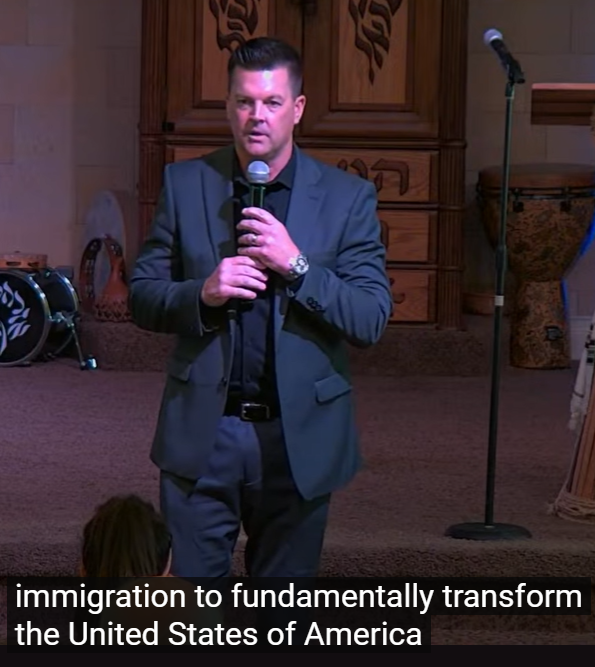 immigration to fundamentally transform
the United States of America